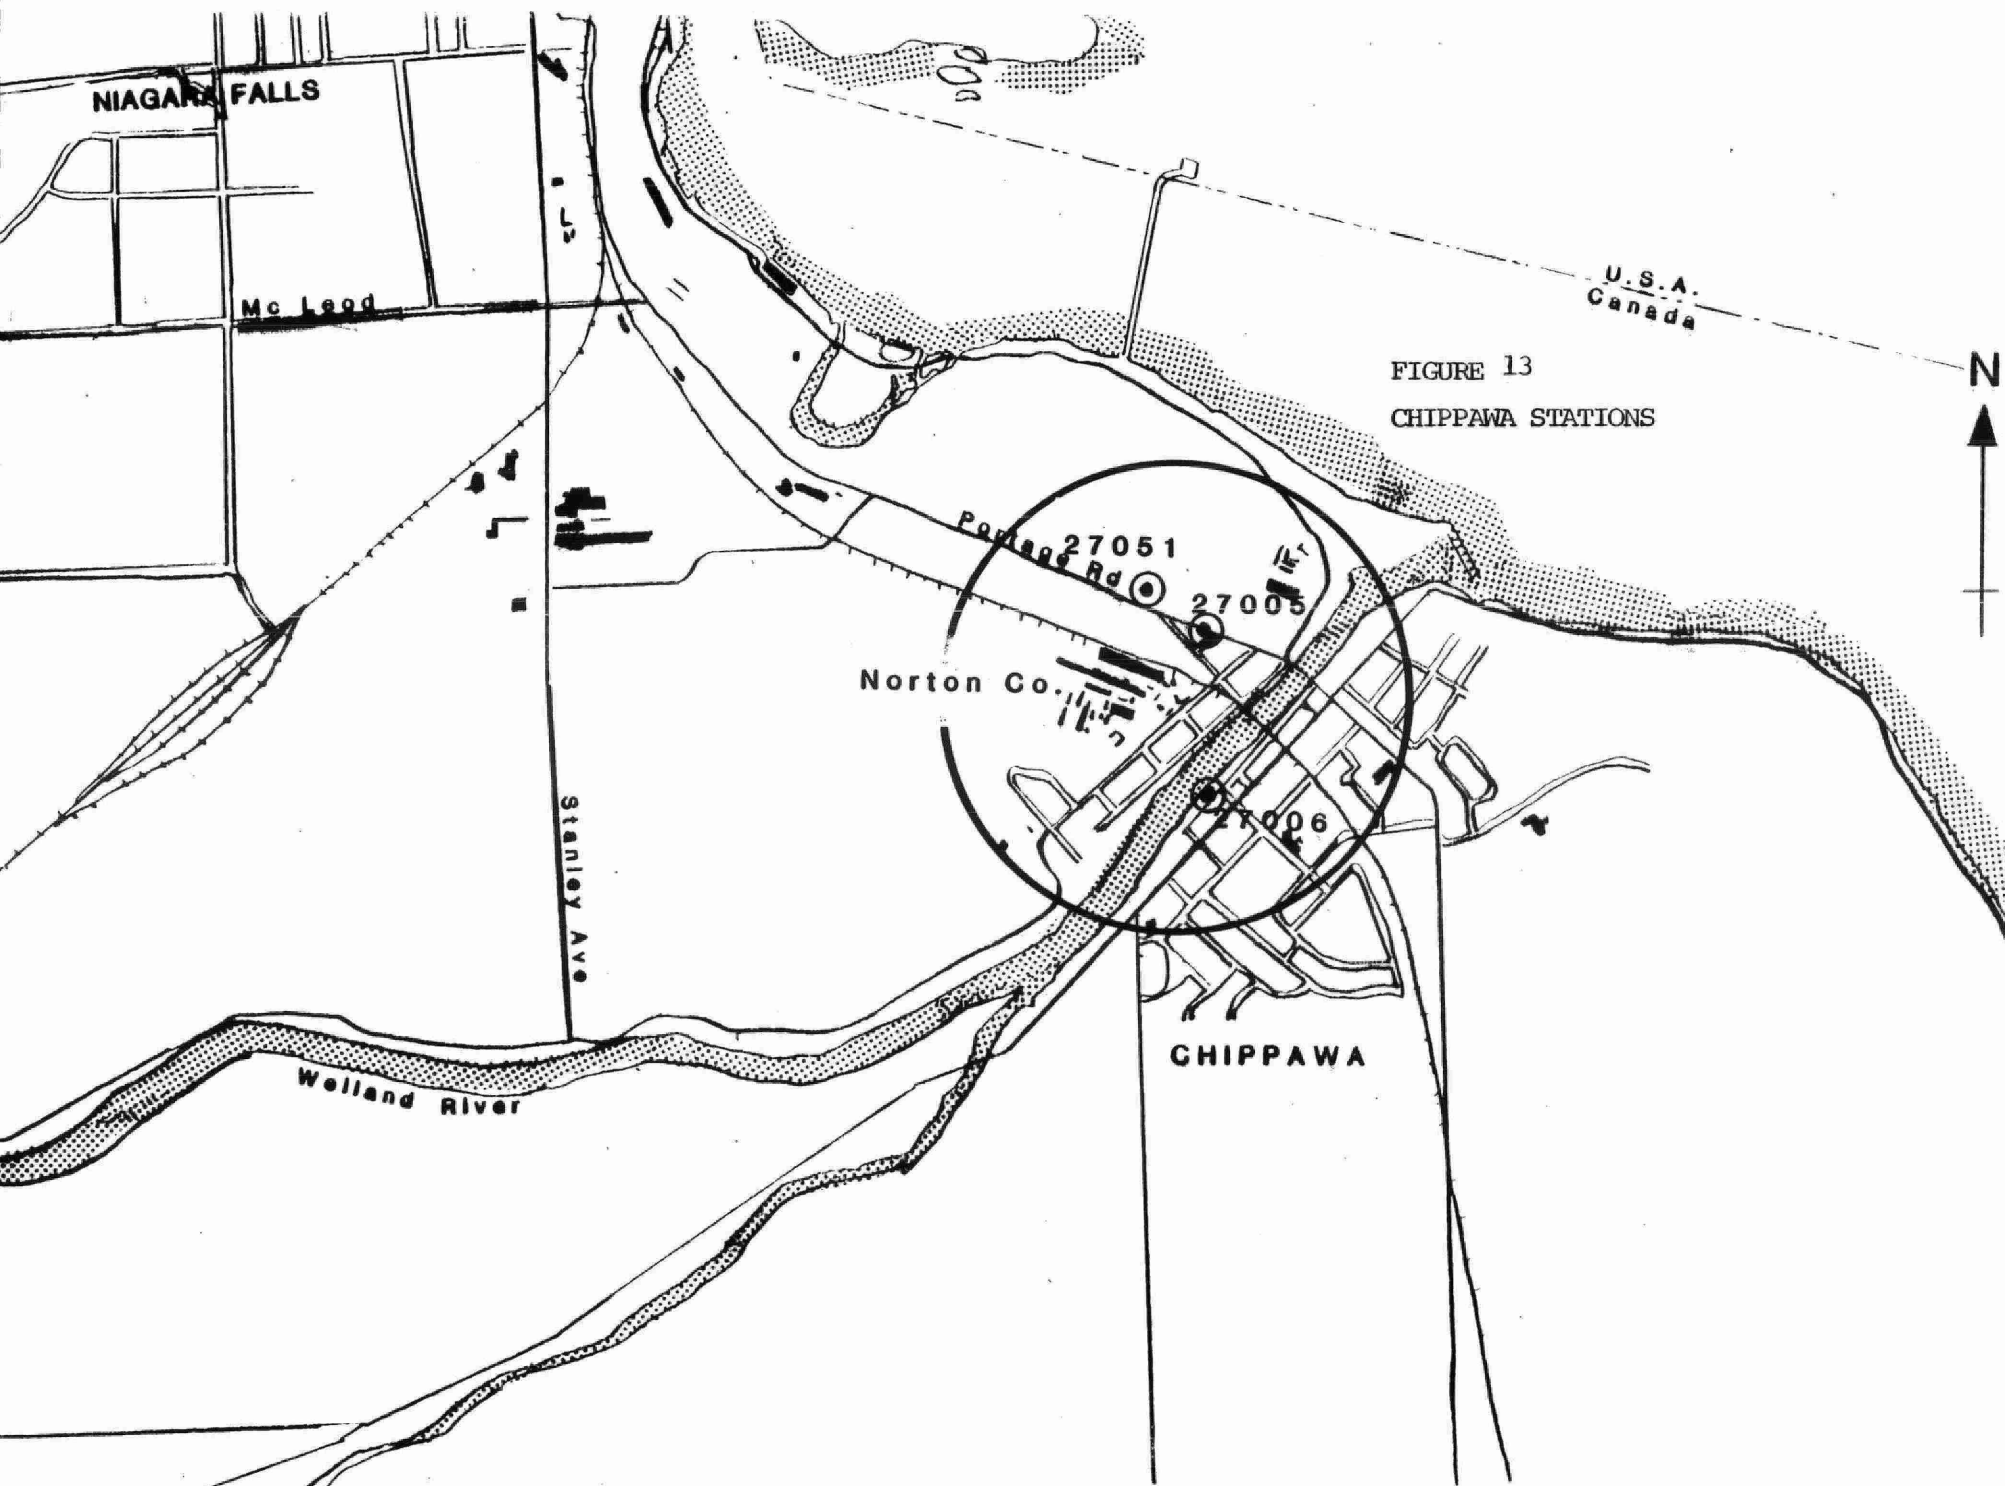 NIAGARA FALLS
Mc Leod
U.S.A.
Canada
N
FIGURE 13
CHIPPAWA STATIONS
Portage Rd
27051
27005
Norton Co.
27006
Stanley Ave
CHIPPAWA
Welland River